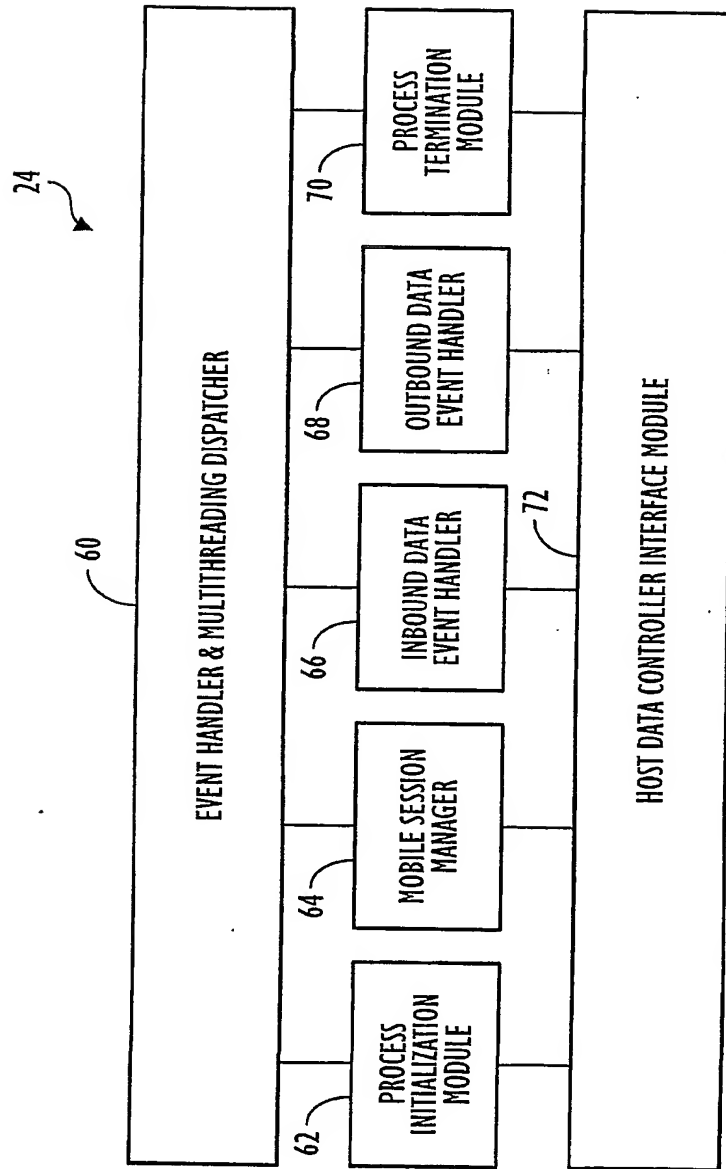 24
60
EVENT HANDLER & MULTITHREADING DISPATCHER
62
PROCESS
INITIALIZATION
MODULE
64
MOBILE SESSION
MANAGER
66
INBOUND DATA
EVENT HANDLER
68
OUTBOUND DATA
EVENT HANDLER
70
PROCESS
TERMINATION
MODULE
72
HOST DATA CONTROLLER INTERFACE MODULE